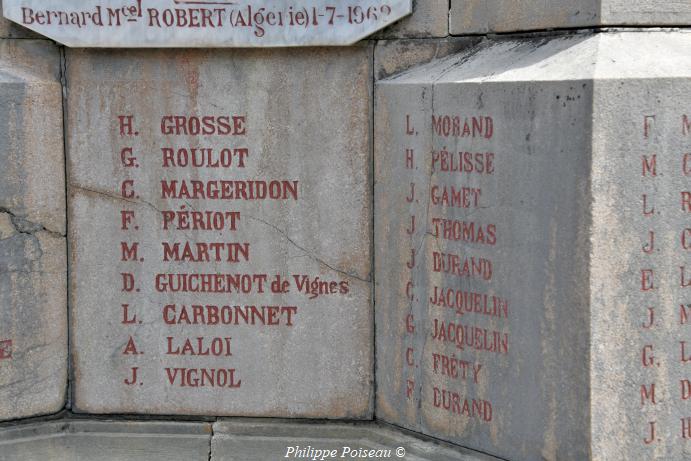 Bernard Mcel ROBERT (Algerie) 1-7-1962
H. GROSSE
G. ROULOT
C. MARGERIDON
F. PÉRIOT
M. MARTIN
D. GUICHENOT de Vignes
L. CARBONNET
A. LALOI
J. VIGNOL
L. MORAND
H. PÉLISSE
J. GAMET
J. THOMAS
J. DURAND
C. JACQUELIN
G. JACQUELIN
C. FRÉTY
F. DURAND
F.
M.
L.
J.
E.
J.
G.
M.
J.
Philippe Poiseau ©